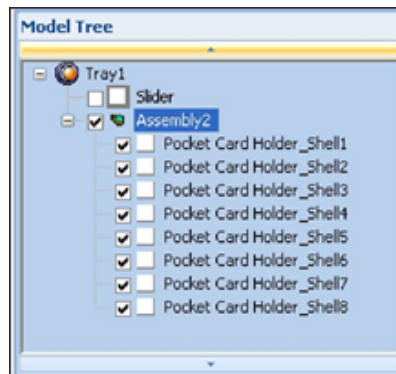 Model Tree
Tray1
Slider
Assembly2
Pocket Card Holder_Shell1
Pocket Card Holder_Shell2
Pocket Card Holder_Shell3
Pocket Card Holder_Shell4
Pocket Card Holder_Shell5
Pocket Card Holder_Shell6
Pocket Card Holder_Shell7
Pocket Card Holder_Shell8